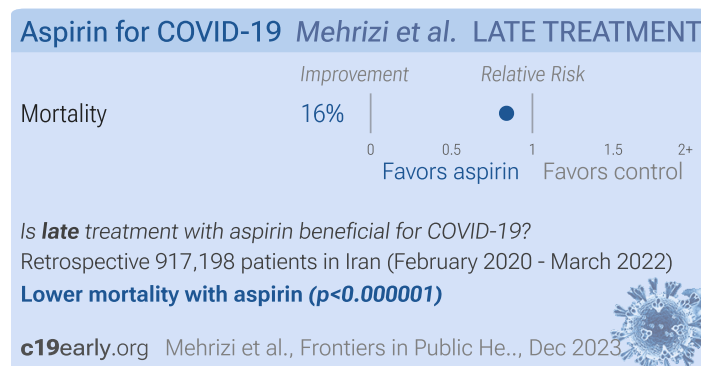 Aspirin for COVID-19 Mehrizi et al. LATE TREATMENT
Improvement Relative Risk
Mortality 16%
0 0.5 1 1.5 2+
Favors aspirin Favors control
Is late treatment with aspirin beneficial for COVID-19?
Retrospective 917,198 patients in Iran (February 2020 - March 2022)
Lower mortality with aspirin (p<0.000001)
c19early.org Mehrizi et al., Frontiers in Public He.., Dec 2023